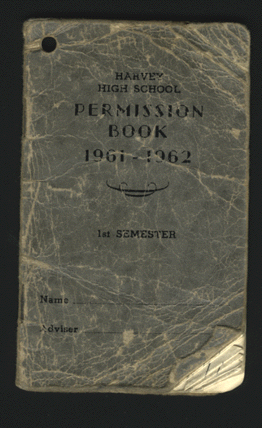 HARVEY
HIGH SCHOOL
PERMISSION
BOOK
1961-1962
1st SEMESTER
Name
Adviser